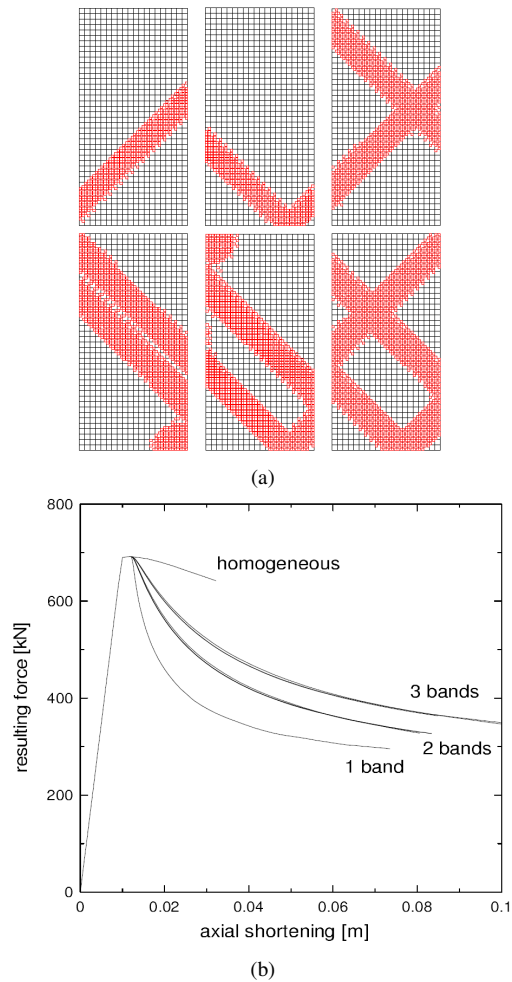 (a)
800
600
400
200
0
resulting force [kN]
homogeneous
3 bands
2 bands
1 band
0 0.02 0.04 0.06 0.08 0.1
axial shortening [m]
(b)